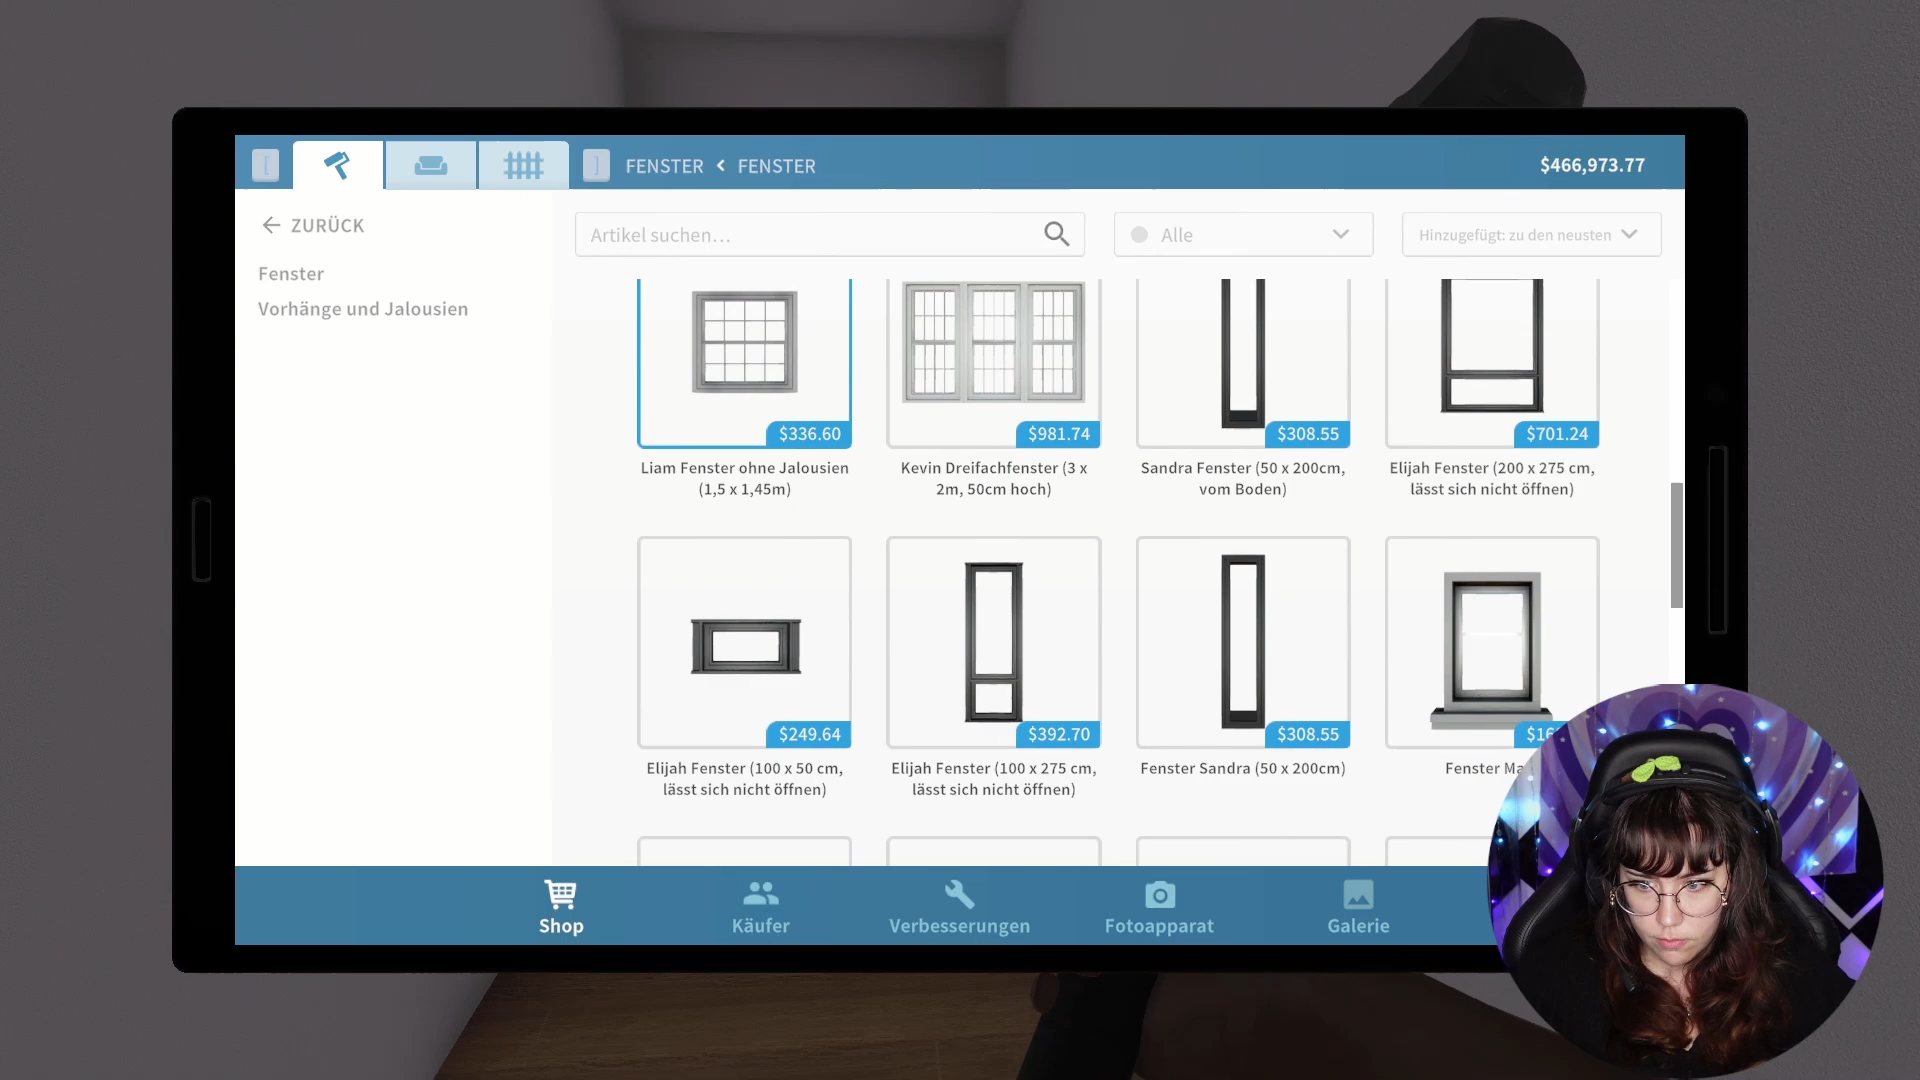 [
]
FENSTER < FENSTER
$466,973.77
ZURÜCK
Fenster
Vorhänge und Jalousien
Artikel suchen...
Alle
Hinzugefügt: zu den neusten
$336.60
$981.74
$308.55
$701.24
Liam Fenster ohne Jalousien
(1,5 x 1,45m)
Kevin Dreifachfenster (3 x
2m, 50cm hoch)
Sandra Fenster (50 x 200cm,
vom Boden)
Elijah Fenster (200 x 275 cm,
lässt sich nicht öffnen)
$249.64
$392.70
$308.55
Elijah Fenster (100 x 50 cm,
lässt sich nicht öffnen)
Elijah Fenster (100 x 275 cm,
lässt sich nicht öffnen)
Fenster Sandra (50 x 200cm)
Fenster
Shop
Käufer
Verbesserungen
Fotoapparat
Galerie